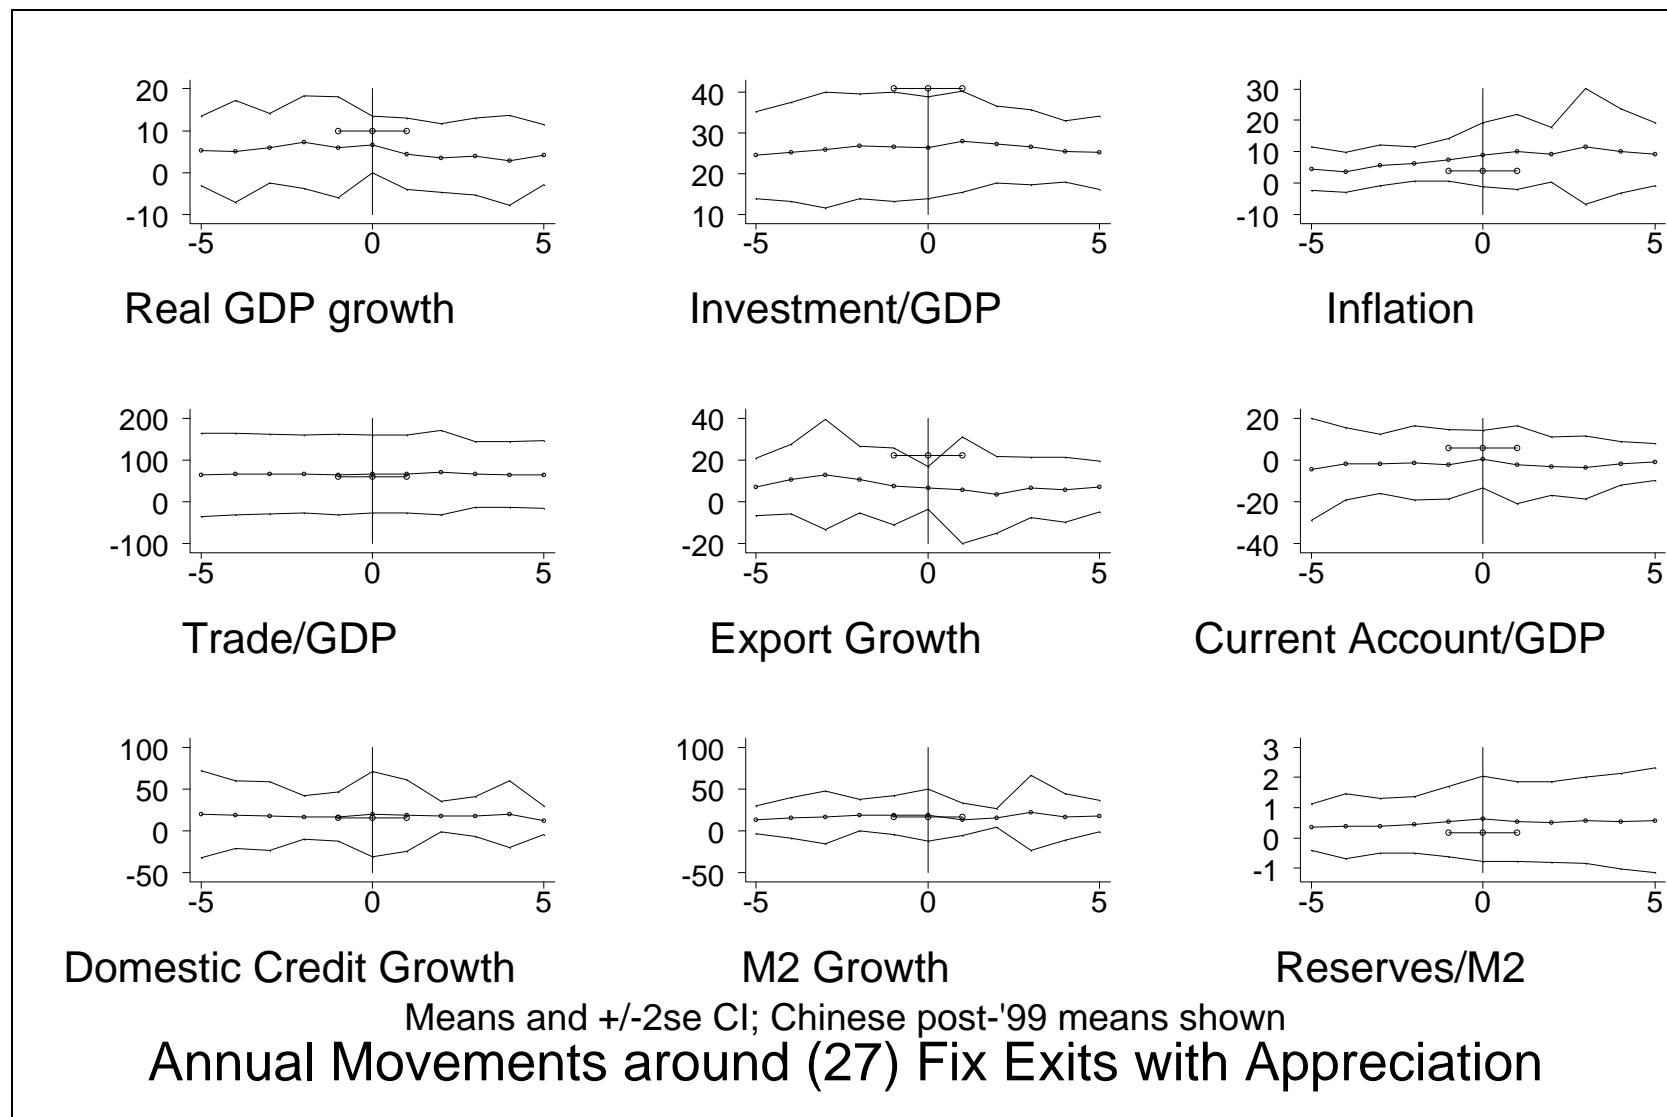 20
10
0
-10
-5 0 5
Real GDP growth
40
30
20
10
-5 0 5
Investment/GDP
30
20
10
0
-10
-5 0 5
Inflation
200
100
0
-100
-5 0 5
Trade/GDP
40
20
0
-20
-5 0 5
Export Growth
20
0
-20
-40
-5 0 5
Current Account/GDP
100
50
0
-50
-5 0 5
Domestic Credit Growth
100
50
0
-50
-5 0 5
M2 Growth
3
2
1
0
-1
-5 0 5
Reserves/M2
Means and +/-2se CI; Chinese post-'99 means shown
Annual Movements around (27) Fix Exits with Appreciation